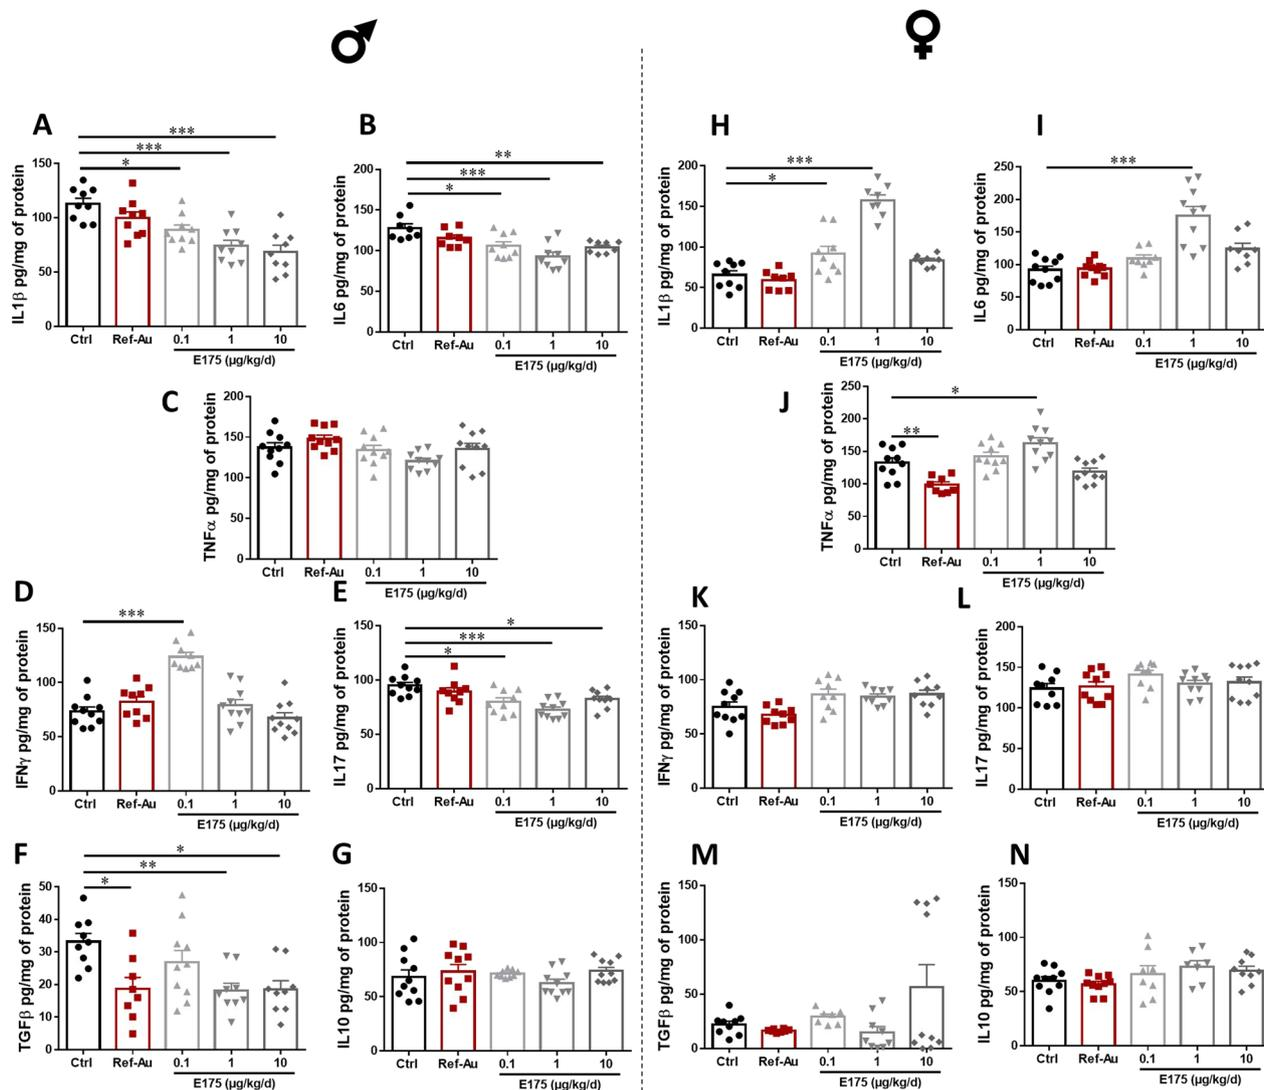 A
***
***
*
IL1β pg/mg of protein
150
100
50
0
Ctrl Ref-Au 0.1 1 10
E175 (µg/kg/d)
B
**
***
*
IL6 pg/mg of protein
200
150
100
50
0
Ctrl Ref-Au 0.1 1 10
E175 (µg/kg/d)
H
***
*
IL1β pg/mg of protein
200
150
100
50
0
Ctrl Ref-Au 0.1 1 10
E175 (µg/kg/d)
I
***
IL6 pg/mg of protein
250
200
150
100
50
0
Ctrl Ref-Au 0.1 1 10
E175 (µg/kg/d)
C
TNFα pg/mg of protein
200
150
100
50
0
Ctrl Ref-Au 0.1 1 10
E175 (µg/kg/d)
J
*
**
TNFα pg/mg of protein
250
200
150
100
50
0
Ctrl Ref-Au 0.1 1 10
E175 (µg/kg/d)
D
***
IFNγ pg/mg of protein
150
100
50
0
Ctrl Ref-Au 0.1 1 10
E175 (µg/kg/d)
E
*
***
*
IL17 pg/mg of protein
150
100
50
0
Ctrl Ref-Au 0.1 1 10
E175 (µg/kg/d)
K
IFNγ pg/mg of protein
150
100
50
0
Ctrl Ref-Au 0.1 1 10
E175 (µg/kg/d)
L
IL17 pg/mg of protein
200
150
100
50
0
Ctrl Ref-Au 0.1 1 10
E175 (µg/kg/d)
F
*
**
*
TGFβ pg/mg of protein
50
40
30
20
10
0
Ctrl Ref-Au 0.1 1 10
E175 (µg/kg/d)
G
IL10 pg/mg of protein
150
100
50
0
Ctrl Ref-Au 0.1 1 10
E175 (µg/kg/d)
M
TGFβ pg/mg of protein
150
100
50
0
Ctrl Ref-Au 0.1 1 10
E175 (µg/kg/d)
N
IL10 pg/mg of protein
150
100
50
0
Ctrl Ref-Au 0.1 1 10
E175 (µg/kg/d)